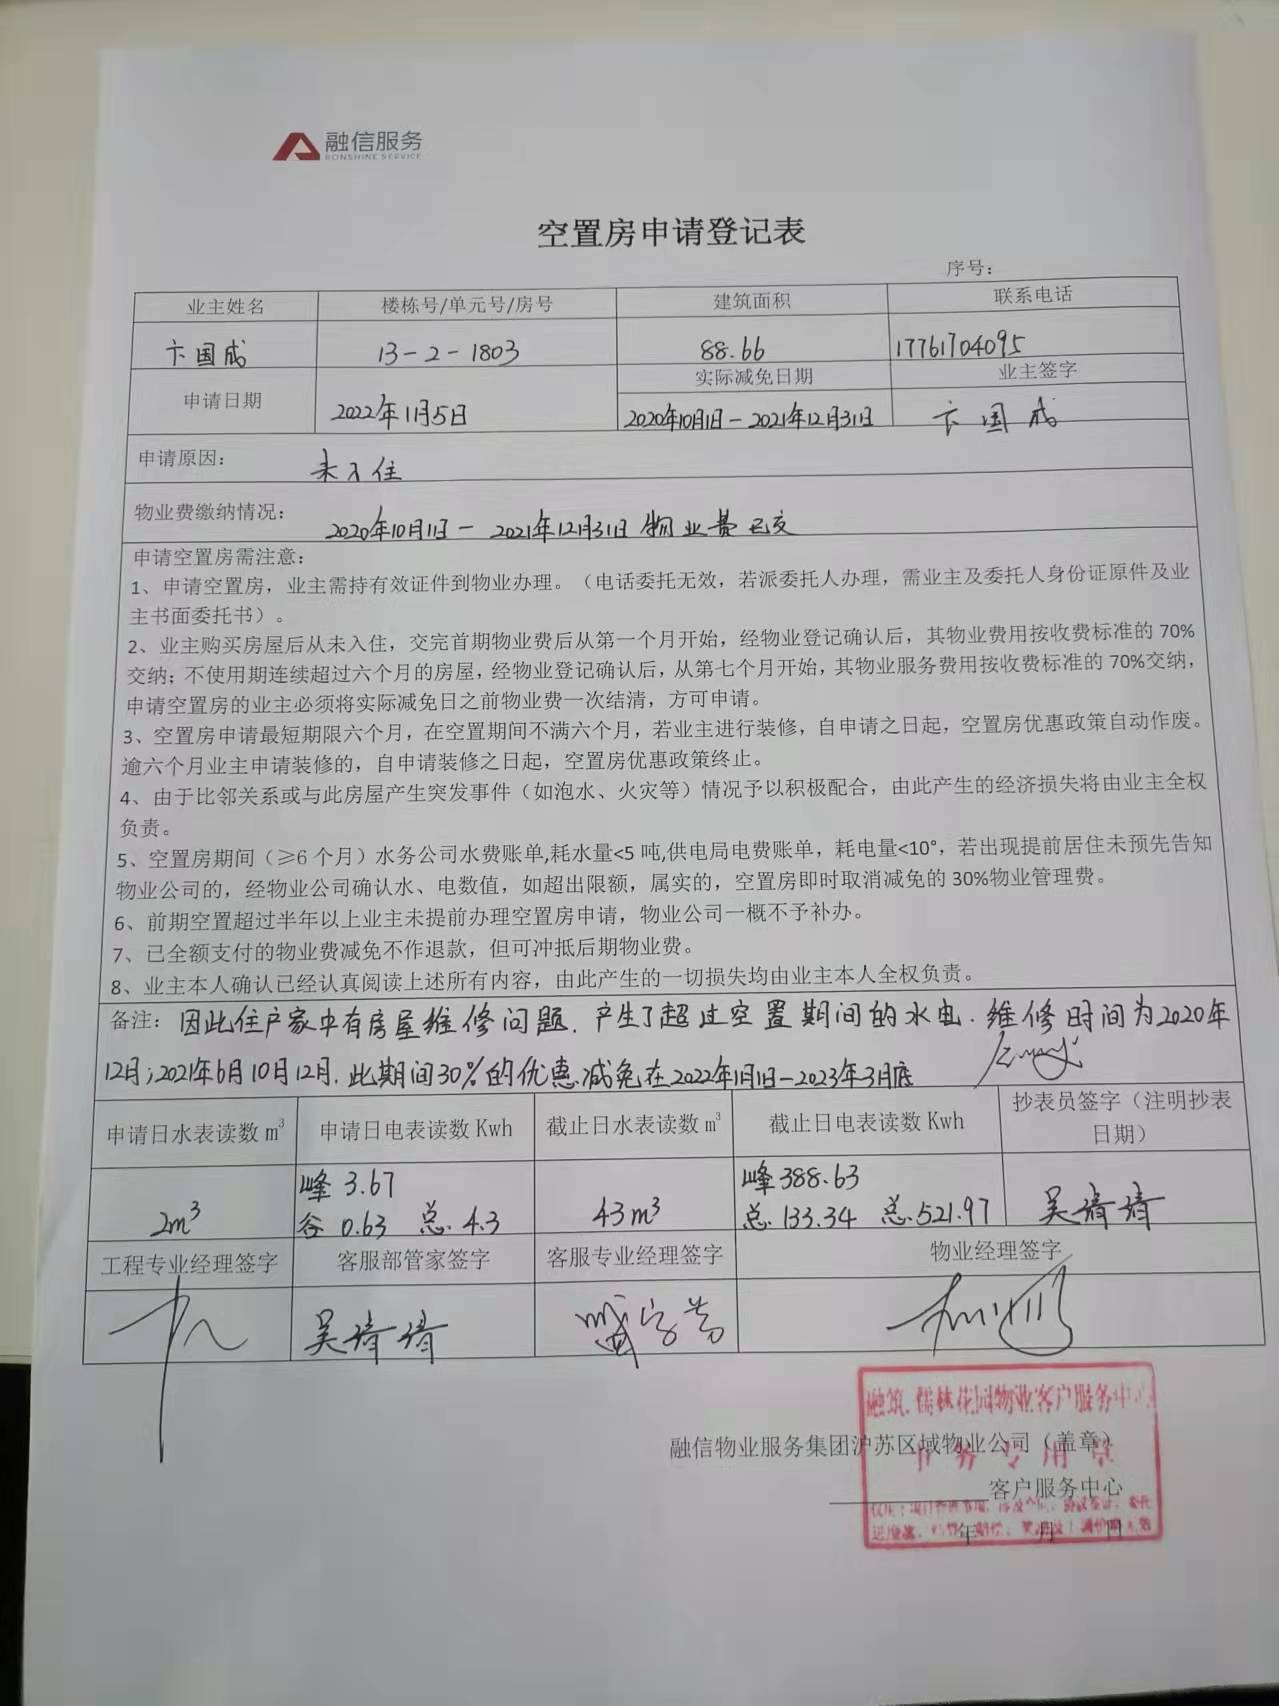 融信服务
RONSHINE SERVICE
空置房申请登记表
序号：
业主姓名 楼栋号/单元号/房号 建筑面积 联系电话
卞国成 13-2-1803 88.66 17761704095
申请日期 2022年1月5日 实际减免日期 业主签字
2020年10月1日-2021年12月31日 卞国成
申请原因： 未入住
物业费缴纳情况： 2020年10月1日-2021年12月31日物业费已交
申请空置房需注意：
1、申请空置房，业主需持有效证件到物业办理。（电话委托无效，若派委托人办理，需业主及委托人身份证原件及业
主书面委托书）。
2、业主购买房屋后从未入住，交完首期物业费后从第一个月开始，经物业登记确认后，其物业费用按收费标准的 70%
交纳；不使用期连续超过六个月的房屋，经物业登记确认后，从第七个月开始，其物业服务费用按收费标准的 70%交纳，
申请空置房的业主必须将实际减免日之前物业费一次结清，方可申请。
3、空置房申请最短期限六个月，在空置期间不满六个月，若业主进行装修，自申请之日起，空置房优惠政策自动作废。
逾六个月业主申请装修的，自申请装修之日起，空置房优惠政策终止。
4、由于比邻关系或与此房屋产生突发事件（如泡水、火灾等）情况予以积极配合，由此产生的经济损失将由业主全权
负责。
5、空置房期间（≥6 个月）水务公司水费账单,耗水量<5 吨,供电局电费账单，耗电量<10°，若出现提前居住未预先告知
物业公司的，经物业公司确认水、电数值，如超出限额，属实的，空置房即时取消减免的 30%物业管理费。
6、前期空置超过半年以上业主未提前办理空置房申请，物业公司一概不予补办。
7、已全额支付的物业费减免不作退款，但可冲抵后期物业费。
8、业主本人确认已经认真阅读上述所有内容，由此产生的一切损失均由业主本人全权负责。
备注：因此住户家中有房屋维修问题，产生了超过空置期间的水电，维修时间为2020年
12月；2021年6月10月12月，此期间30%的优惠减免在2022年1月1日-2023年3月底
申请日水表读数 m³ 申请日电表读数 Kwh 截止日水表读数 m³ 截止日电表读数 Kwh 抄表员签字（注明抄表
日期）
2m³ 峰 3.67 43m³ 峰 388.63 吴
谷 0.63 总 4.3 总 133.34 总 521.97
工程专业经理签字 客服部管家签字 客服专业经理签字 物业经理签字
吴
融筑.儒林花园物业客户服务中心
融信物业服务集团沪苏区域物业公司（盖章）
专用章
客户服务中心
年 月 日